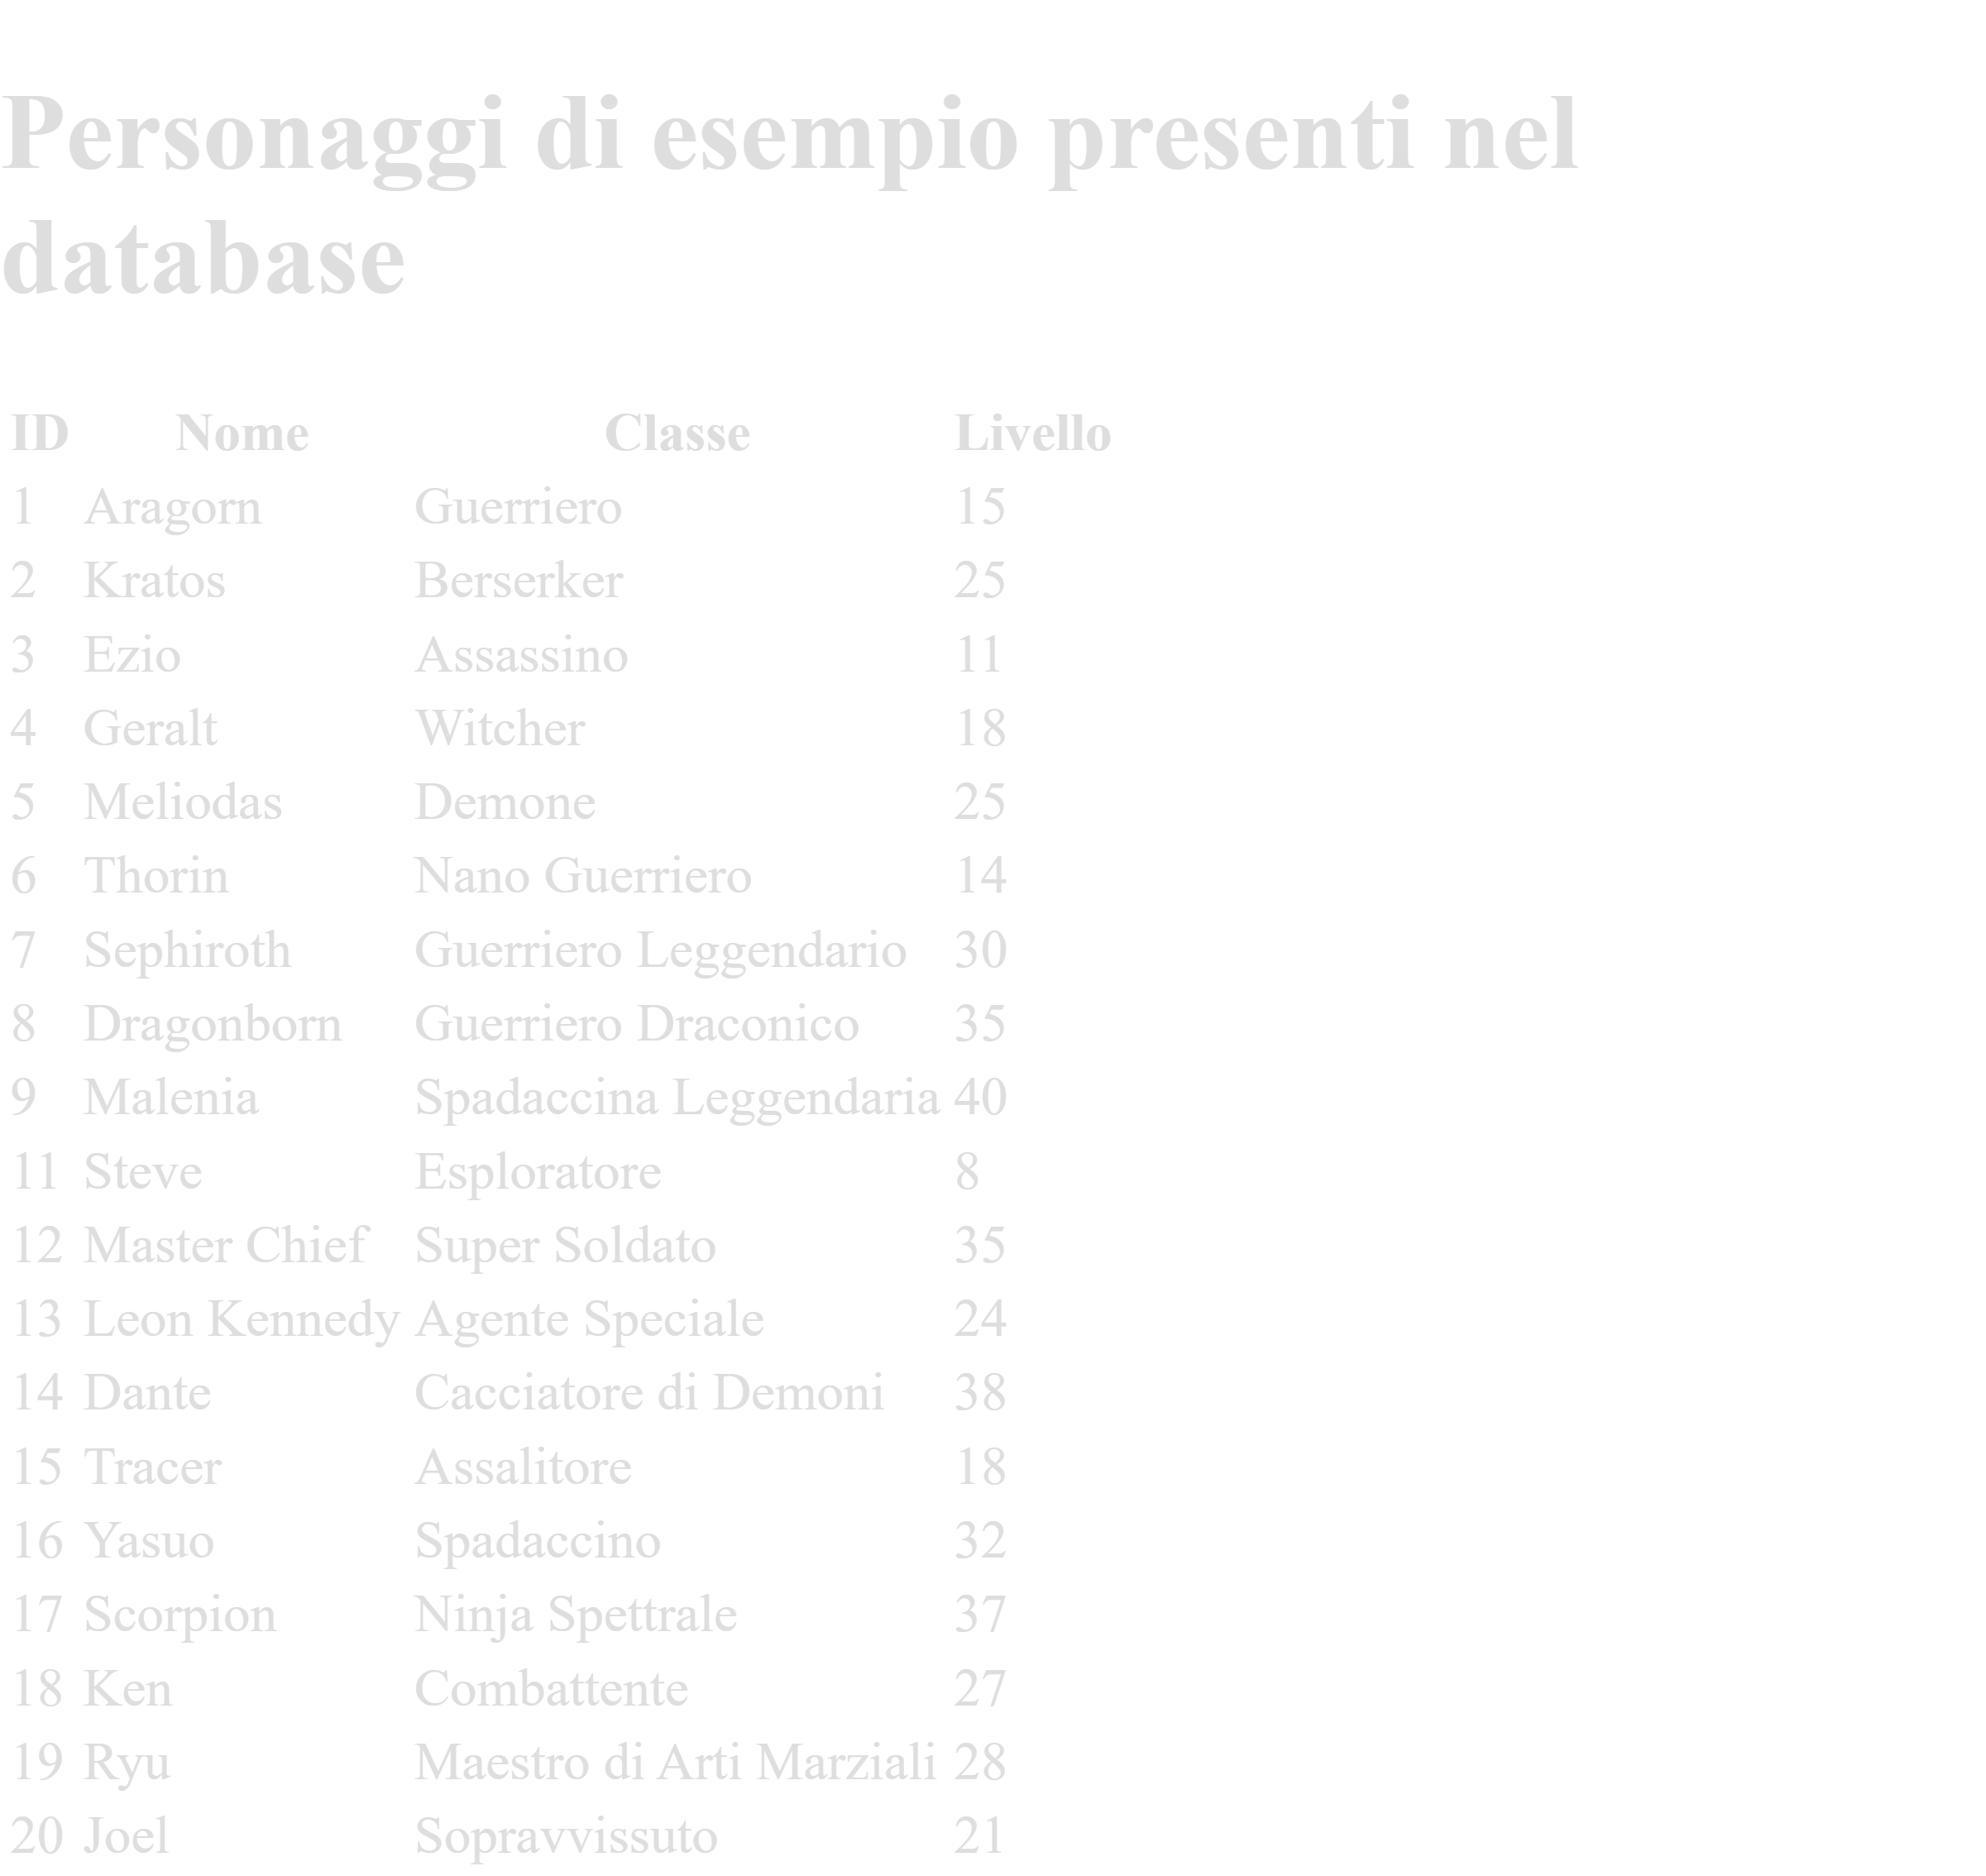 Personaggi di esempio presenti nel
database
ID Nome Classe Livello
1 Aragorn Guerriero 15
2 Kratos Berserker 25
3 Ezio Assassino 11
4 Geralt Witcher 18
5 Meliodas Demone 25
6 Thorin Nano Guerriero 14
7 Sephiroth Guerriero Leggendario 30
8 Dragonborn Guerriero Draconico 35
9 Malenia Spadaccina Leggendaria 40
11 Steve Esploratore 8
12 Master Chief Super Soldato 35
13 Leon Kennedy Agente Speciale 24
14 Dante Cacciatore di Demoni 38
15 Tracer Assalitore 18
16 Yasuo Spadaccino 32
17 Scorpion Ninja Spettrale 37
18 Ken Combattente 27
19 Ryu Maestro di Arti Marziali 28
20 Joel Sopravvissuto 21